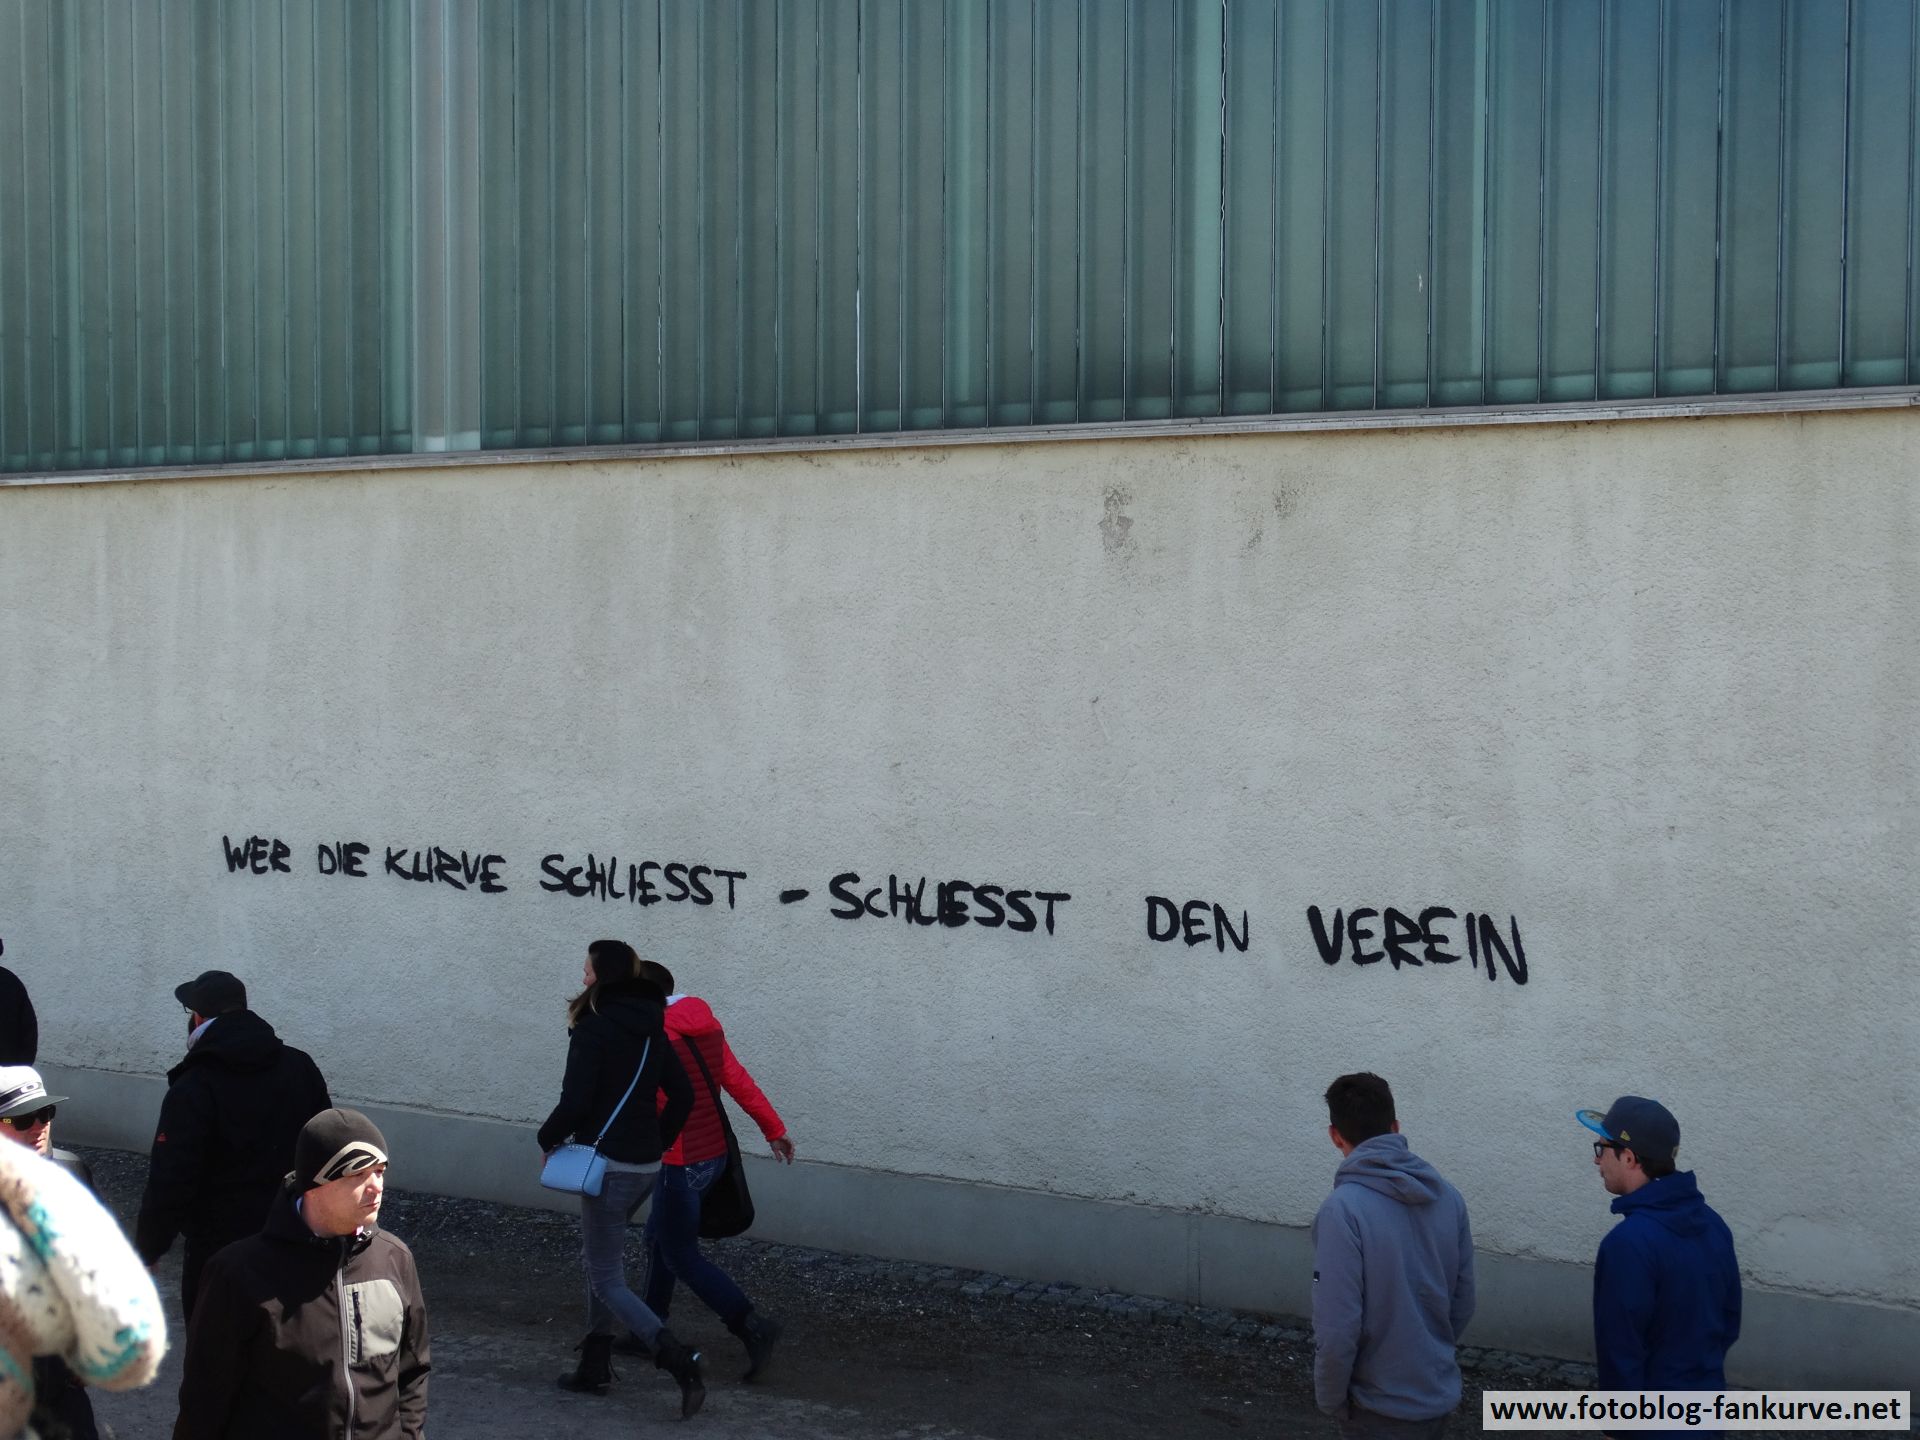 WER DIE KURVE SCHLIESST - SCHLIESST DEN VEREIN
www.fotoblog-fankurve.net